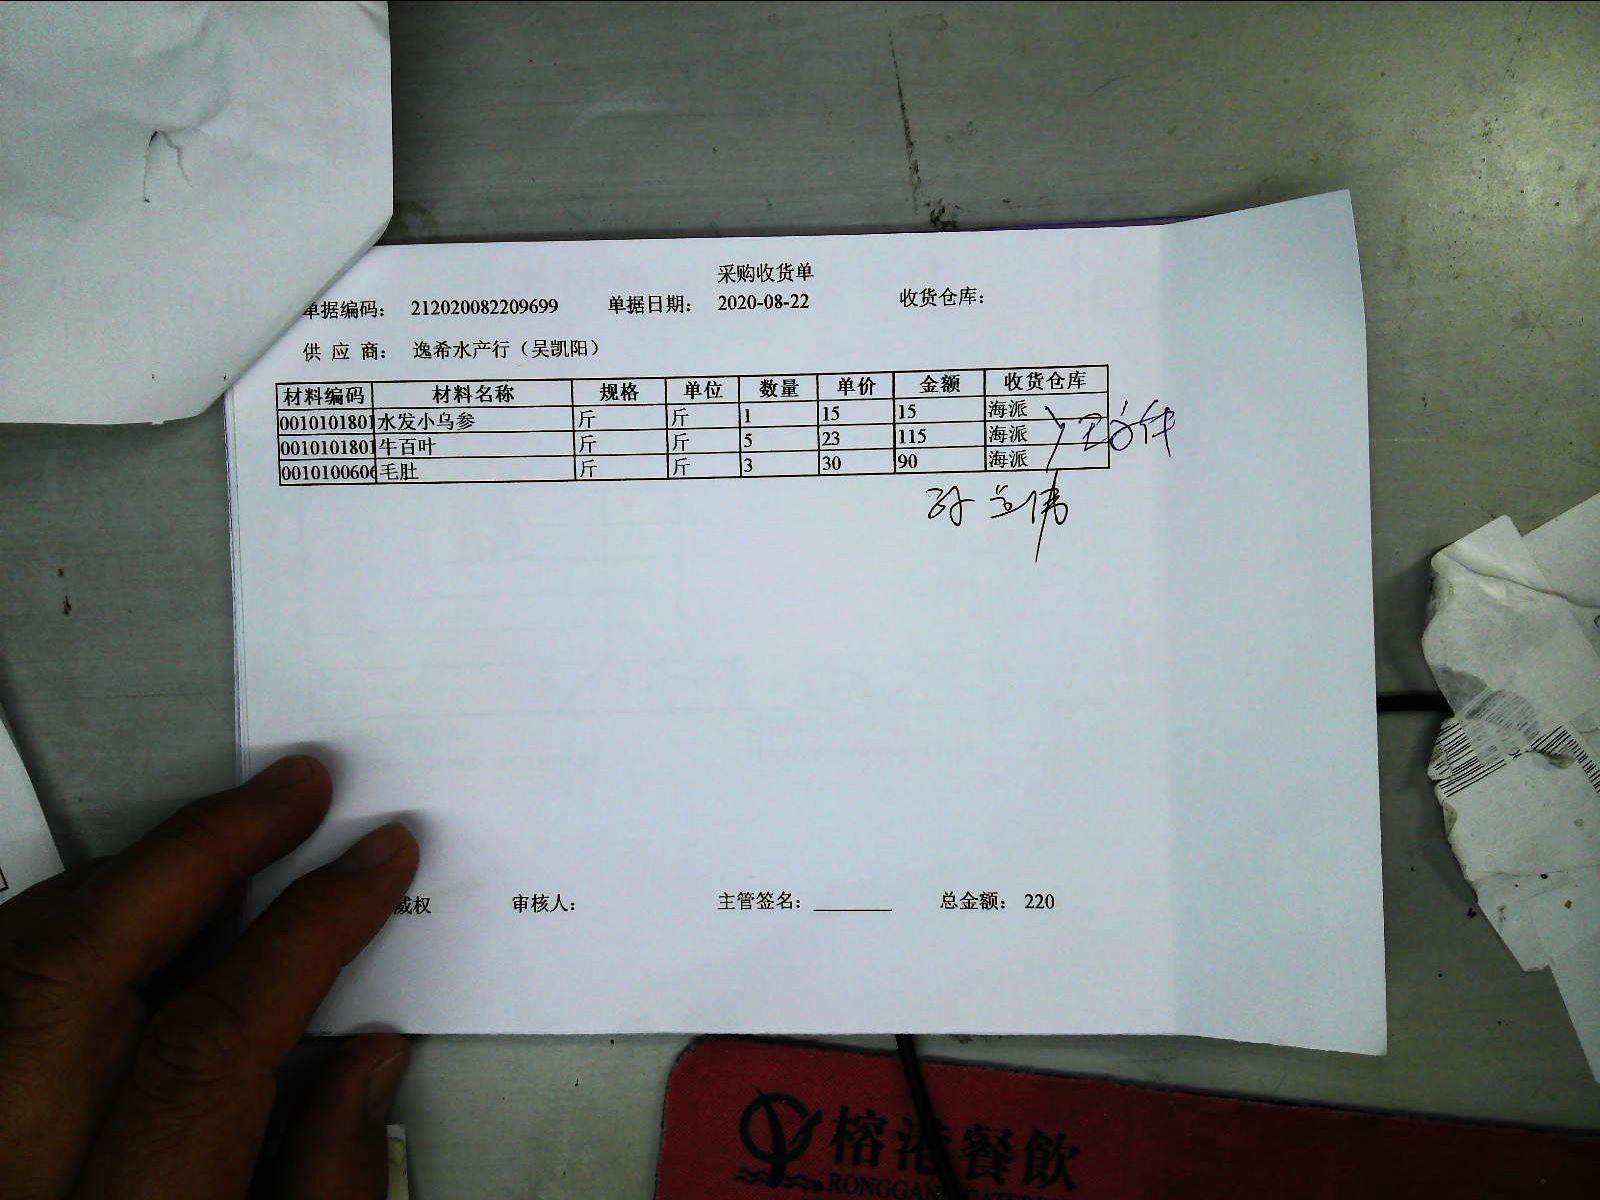 采购收货单
单据编码： 212020082209699 单据日期： 2020-08-22 收货仓库：
供 应 商： 逸希水产行（吴凯阳）
材料编码 材料名称 规格 单位 数量 单价 金额 收货仓库
0010101801 水发小乌参 斤 斤 1 15 15 海派
0010101801 牛百叶 斤 斤 5 23 115 海派
001010060 毛肚 斤 斤 3 30 90 海派
威权 审核人： 主管签名：________ 总金额： 220
榕港餐飲